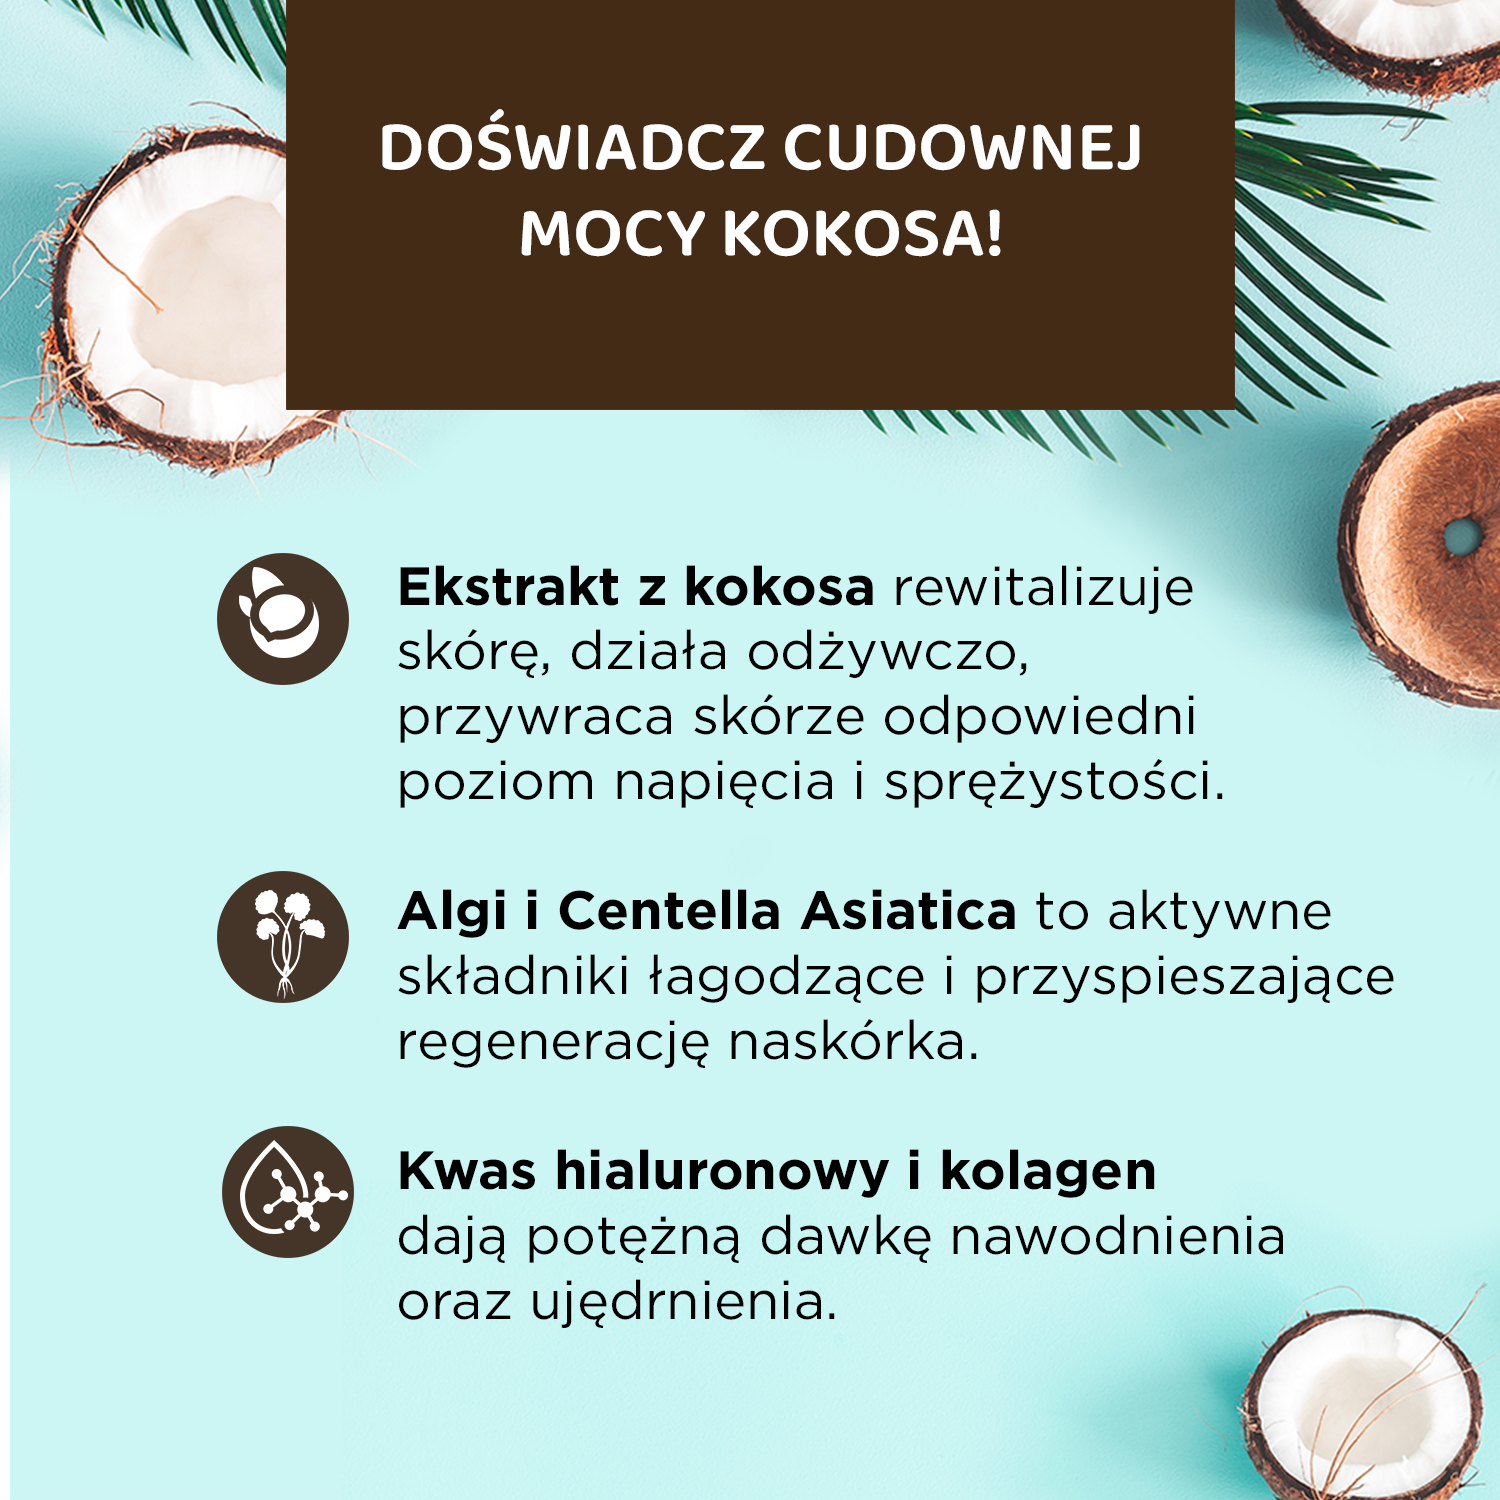 DOŚWIADCZ CUDOWNEJ
MOCY KOKOSA!
Ekstrakt z kokosa rewitalizuje
skórę, działa odżywczo,
przywraca skórze odpowiedni
poziom napięcia i sprężystości.
Algi i Centella Asiatica to aktywne
składniki łagodzące i przyspieszające
regenerację naskórka.
Kwas hialuronowy i kolagen
dają potężną dawkę nawodnienia
oraz ujędrnienia.